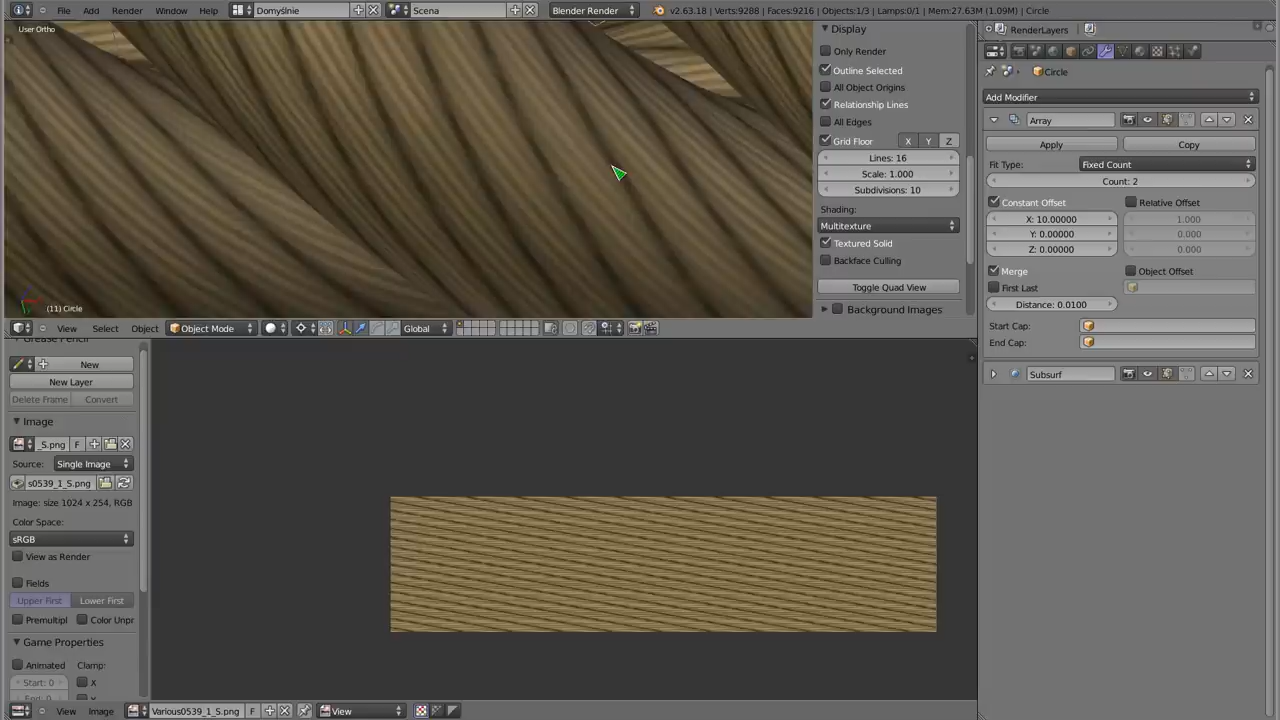 File Add Render Window Help Domyślnie Scena Blender Render v2.63.18 | Verts:9288 | Faces:9216 | Objects:1/3 | Lamps:0/1 | Mem:27.63M (1.09M) | Circle
User Ortho
(11) Circle
View Select Object Object Mode Global
Display
Only Render
Outline Selected
All Object Origins
Relationship Lines
All Edges
Grid Floor X Y Z
Lines: 16
Scale: 1.000
Subdivisions: 10
Shading:
Multitexture
Textured Solid
Backface Culling
Toggle Quad View
Background Images
RenderLayers
Circle
Add Modifier
Array
Apply Copy
Fit Type: Fixed Count
Count: 2
Constant Offset Relative Offset
X: 10.00000 1.000
Y: 0.00000 0.000
Z: 0.00000 0.000
Merge Object Offset
First Last
Distance: 0.0100
Start Cap:
End Cap:
Subsurf
Grease Pencil
New
New Layer
Delete Frame Convert
Image
_S.png F
Source: Single Image
s0539_1_S.png
Image: size 1024 x 254, RGB
Color Space:
sRGB
View as Render
Fields
Upper First Lower First
Premultipl Color Unpr
Game Properties
Animated Clamp:
Start: 0 X
End: 0 Y
View Image Various0539_1_S.png F View